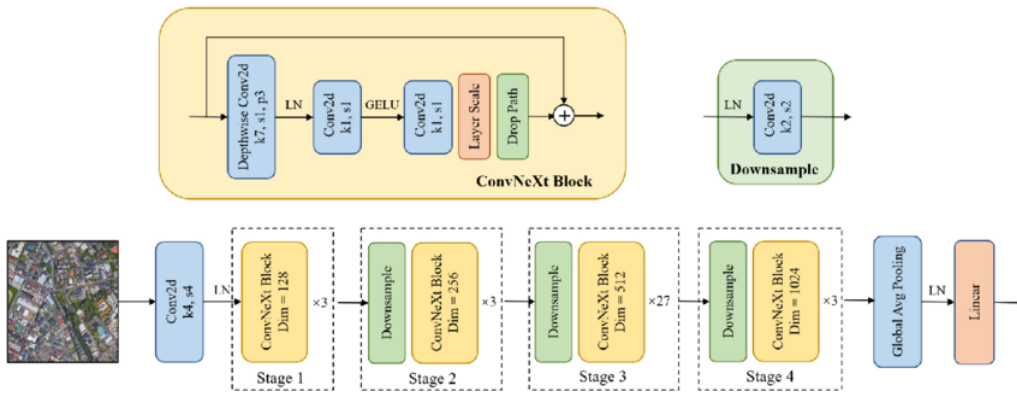 Depthwise Conv2d
k7, s1, p3
LN
Conv2d
k1, s1
GELU
Conv2d
k1, s1
Layer Scale
Drop Path
+
ConvNeXt Block
LN
Conv2d
k2, s2
Downsample
Conv2d
k4, s4
LN
ConvNeXt Block
Dim = 128
×3
Stage 1
Downsample
ConvNeXt Block
Dim = 256
×3
Stage 2
Downsample
ConvNeXt Block
Dim = 512
×27
Stage 3
Downsample
ConvNeXt Block
Dim = 1024
×3
Stage 4
Global Avg Pooling
LN
Linear